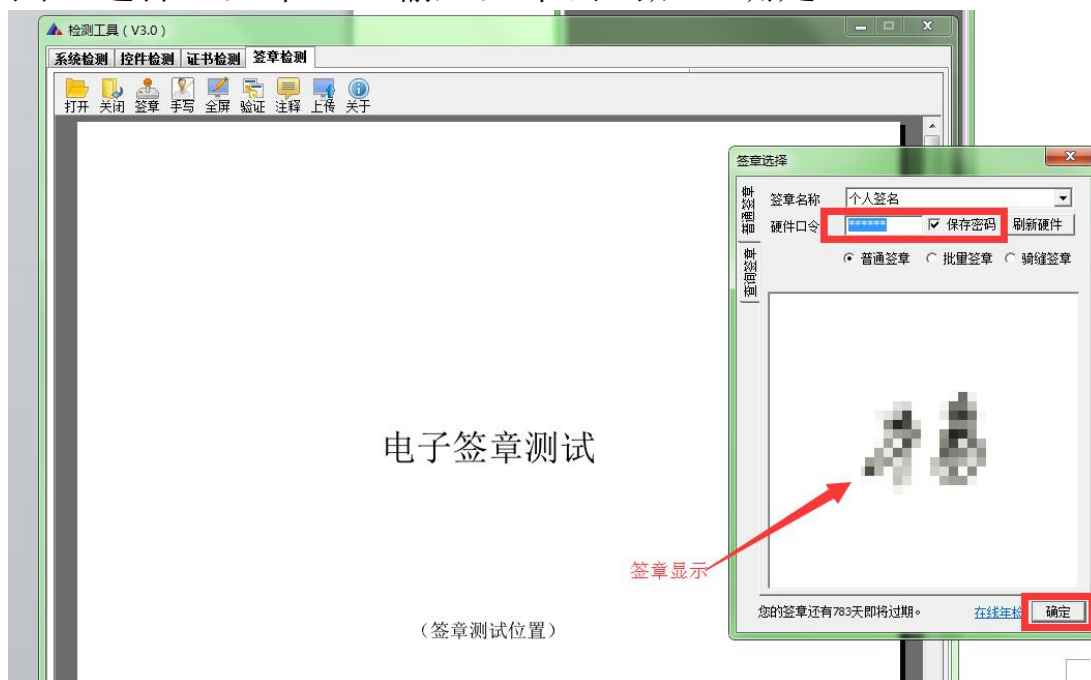 检测工具（V3.0）
系统检测 控件检测 证书检测 签章检测
打开 关闭 签章 手写 全屏 验证 注释 上传 关于
电子签章测试
（签章测试位置）
签章显示
签章选择
普通签章
查询签章
签章名称 个人签名
硬件口令 ****** 保存密码 刷新硬件
普通签章 批量签章 骑缝签章
您的签章还有783天即将过期。 在线年检 确定